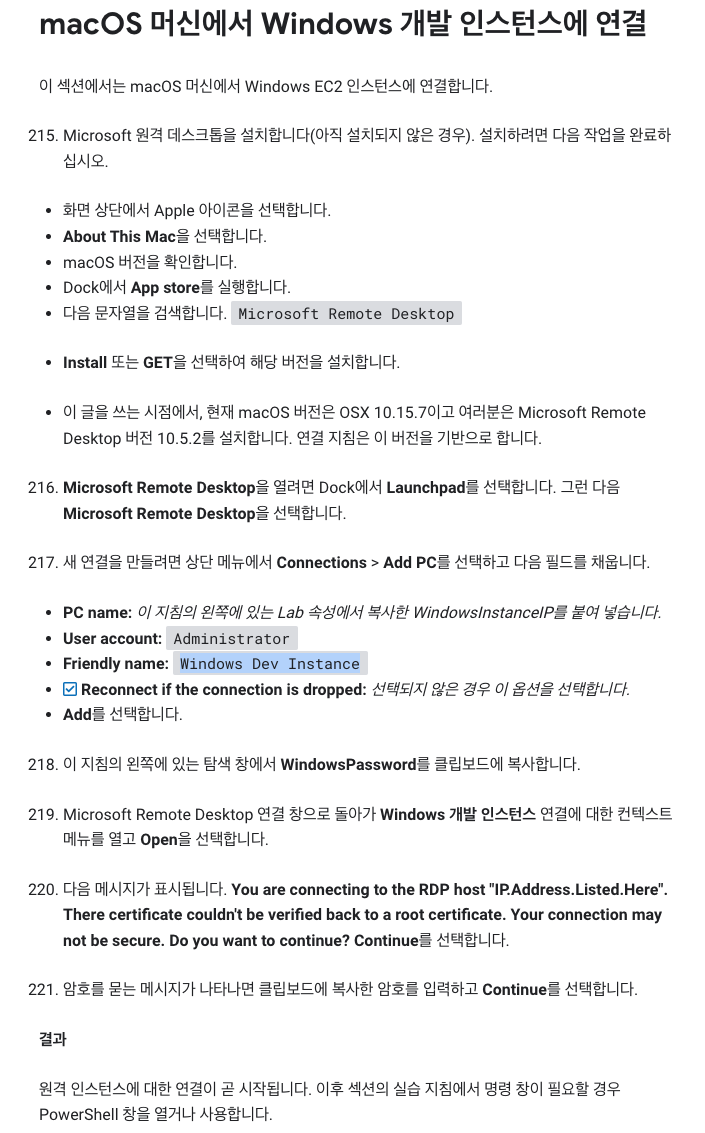 macOS 머신에서 Windows 개발 인스턴스에 연결
이 섹션에서는 macOS 머신에서 Windows EC2 인스턴스에 연결합니다.
215. Microsoft 원격 데스크톱을 설치합니다(아직 설치되지 않은 경우). 설치하려면 다음 작업을 완료하
십시오.
• 화면 상단에서 Apple 아이콘을 선택합니다.
• About This Mac을 선택합니다.
• macOS 버전을 확인합니다.
• Dock에서 App store를 실행합니다.
• 다음 문자열을 검색합니다. Microsoft Remote Desktop
• Install 또는 GET을 선택하여 해당 버전을 설치합니다.
• 이 글을 쓰는 시점에서, 현재 macOS 버전은 OSX 10.15.7이고 여러분은 Microsoft Remote
Desktop 버전 10.5.2를 설치합니다. 연결 지침은 이 버전을 기반으로 합니다.
216. Microsoft Remote Desktop을 열려면 Dock에서 Launchpad를 선택합니다. 그런 다음
Microsoft Remote Desktop을 선택합니다.
217. 새 연결을 만들려면 상단 메뉴에서 Connections > Add PC를 선택하고 다음 필드를 채웁니다.
• PC name: 이 지침의 왼쪽에 있는 Lab 속성에서 복사한 WindowsInstanceIP를 붙여 넣습니다.
• User account: Administrator
• Friendly name: Windows Dev Instance
• ☑ Reconnect if the connection is dropped: 선택되지 않은 경우 이 옵션을 선택합니다.
• Add를 선택합니다.
218. 이 지침의 왼쪽에 있는 탐색 창에서 WindowsPassword를 클립보드에 복사합니다.
219. Microsoft Remote Desktop 연결 창으로 돌아가 Windows 개발 인스턴스 연결에 대한 컨텍스트
메뉴를 열고 Open을 선택합니다.
220. 다음 메시지가 표시됩니다. You are connecting to the RDP host "IP.Address.Listed.Here".
There certificate couldn't be verified back to a root certificate. Your connection may
not be secure. Do you want to continue? Continue를 선택합니다.
221. 암호를 묻는 메시지가 나타나면 클립보드에 복사한 암호를 입력하고 Continue를 선택합니다.
결과
원격 인스턴스에 대한 연결이 곧 시작됩니다. 이후 섹션의 실습 지침에서 명령 창이 필요할 경우
PowerShell 창을 열거나 사용합니다.